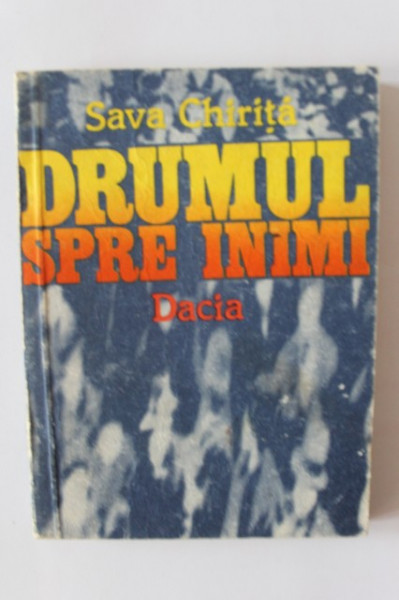 Sava Chiriță
DRUMUL
SPRE INIMI
Dacia